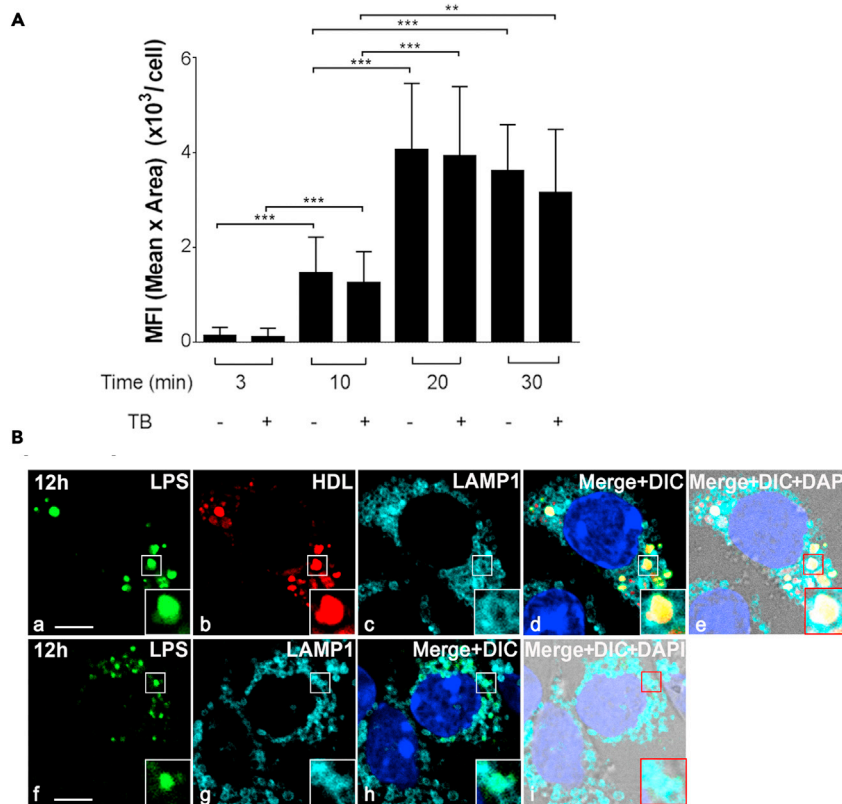 A
**
***
***
***
***
***
MFI (Mean x Area) (x10³/cell)
6
4
2
0
Time (min) 3 10 20 30
TB - + - + - + - +
B
12h LPS HDL LAMP1 Merge+DIC Merge+DIC+DAPI
a b c d e
12h LPS LAMP1 Merge+DIC Merge+DIC+DAPI
f g h i